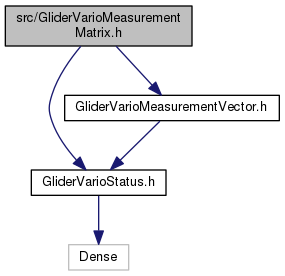 src/GliderVarioMeasurement
Matrix.h
GliderVarioMeasurementVector.h
GliderVarioStatus.h
Dense